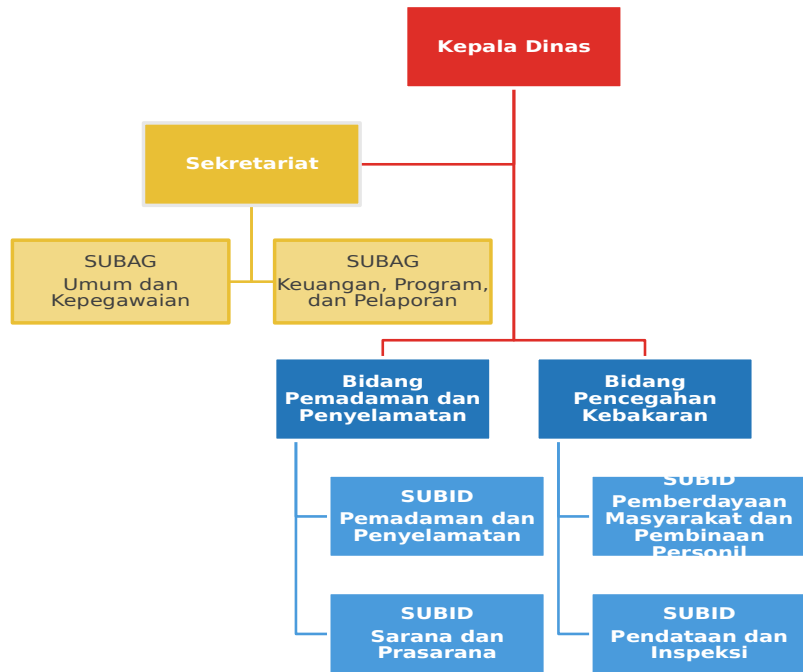 Kepala Dinas
Sekretariat
SUBAG
Umum dan
Kepegawaian
SUBAG
Keuangan, Program,
dan Pelaporan
Bidang
Pemadaman dan
Penyelamatan
Bidang
Pencegahan
Kebakaran
SUBID
Pemadaman dan
Penyelamatan
SUBID
Pemberdayaan
Masyarakat dan
Pembinaan
Personil
SUBID
Sarana dan
Prasarana
SUBID
Pendataan dan
Inspeksi